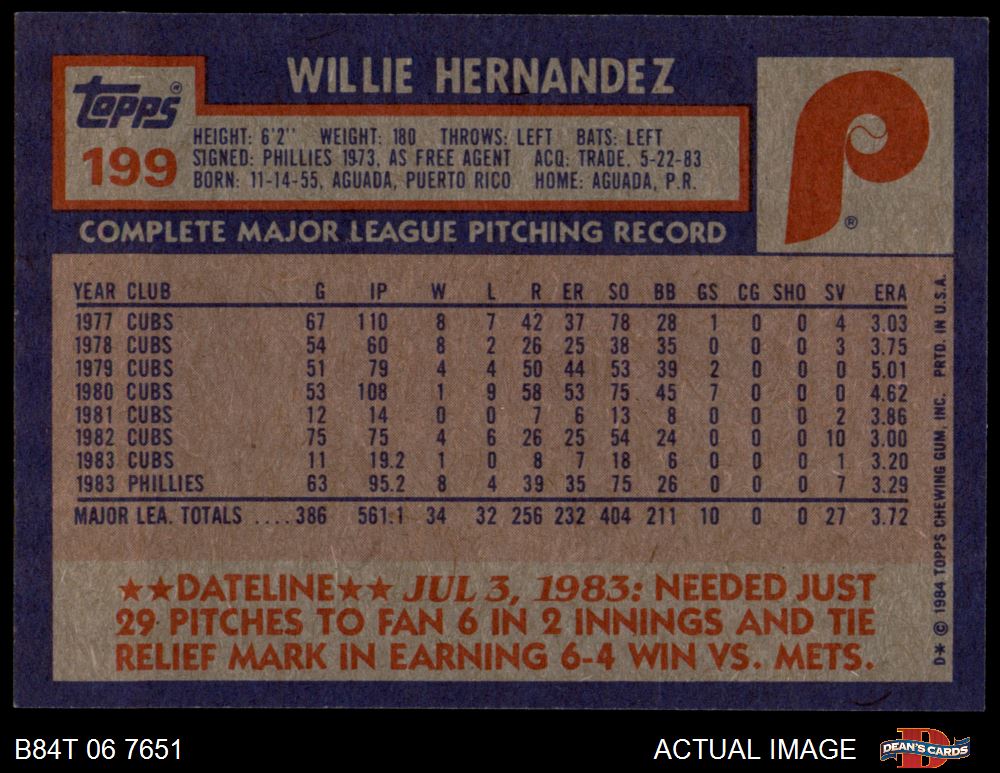 WILLIE HERNANDEZ
Topps®
199
HEIGHT: 6'2" WEIGHT: 180 THROWS: LEFT BATS: LEFT
SIGNED: PHILLIES 1973, AS FREE AGENT ACQ: TRADE, 5-22-83
BORN: 11-14-55, AGUADA, PUERTO RICO HOME: AGUADA, P.R.
P
®
COMPLETE MAJOR LEAGUE PITCHING RECORD
YEAR CLUB G IP W L R ER SO BB GS CG SHO SV ERA
1977 CUBS 67 110 8 7 42 37 78 28 1 0 0 4 3.03
1978 CUBS 54 60 8 2 26 25 38 35 0 0 0 3 3.75
1979 CUBS 51 79 4 4 50 44 53 39 2 0 0 0 5.01
1980 CUBS 53 108 1 9 58 53 75 45 7 0 0 0 4.62
1981 CUBS 12 14 0 0 7 6 13 8 0 0 0 2 3.86
1982 CUBS 75 75 4 6 26 25 54 24 0 0 0 10 3.00
1983 CUBS 11 19.2 1 0 8 7 18 6 0 0 0 1 3.20
1983 PHILLIES 63 95.2 8 4 39 35 75 26 0 0 0 7 3.29
MAJOR LEA. TOTALS ....386 561.1 34 32 256 232 404 211 10 0 0 27 3.72
★★DATELINE★★ JUL 3, 1983: NEEDED JUST
29 PITCHES TO FAN 6 IN 2 INNINGS AND TIE
RELIEF MARK IN EARNING 6-4 WIN VS. METS.
D* © 1984 TOPPS CHEWING GUM, INC. PRTD. IN U.S.A.
B84T 06 7651
ACTUAL IMAGE
DEAN'S CARDS